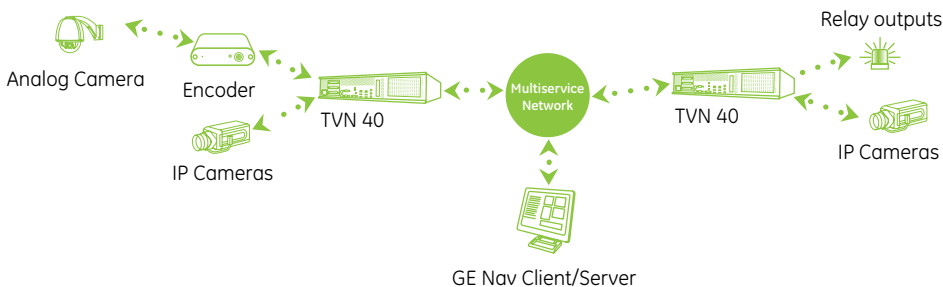 Relay outputs
Analog Camera
Encoder
Multiservice
Network
TVN 40
TVN 40
IP Cameras
IP Cameras
GE Nav Client/Server